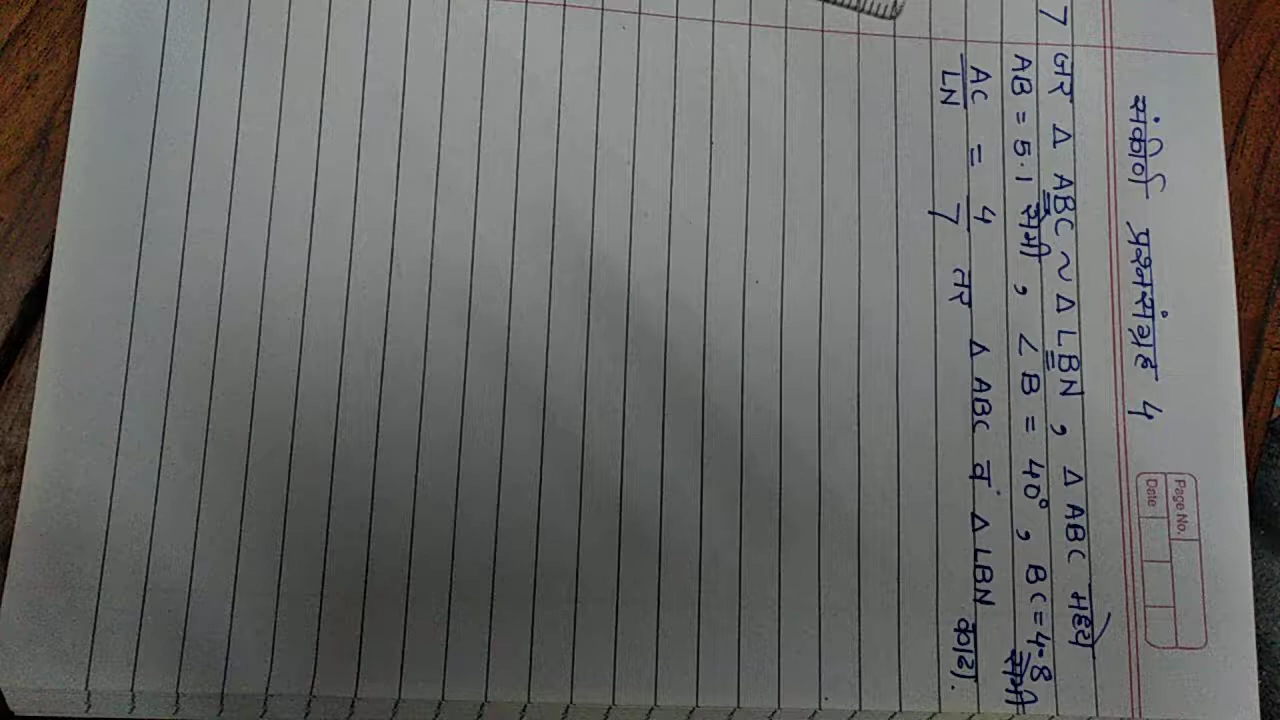 संकीर्ण प्रश्नसंग्रह 4
Page No.
Date
7 जर Δ ABC ~ Δ LBN, Δ ABC मध्ये
AB = 5.1 सेमी, ∠B = 40°, BC = 4.8 सेमी
AC/LN = 4/7 तर Δ ABC व Δ LBN काढा.